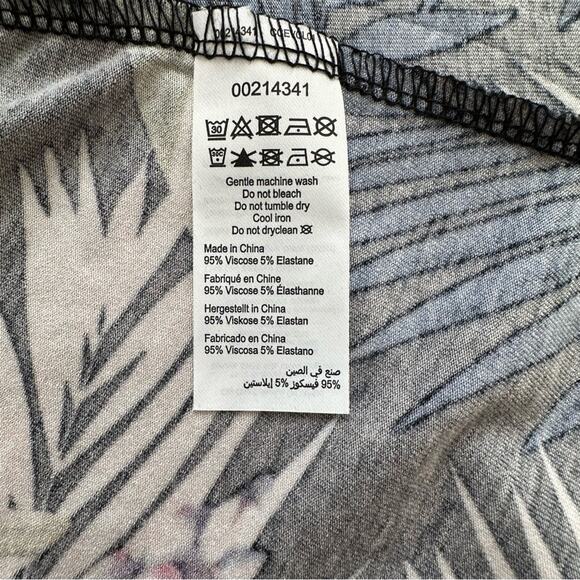 00214341
30
30C
Gentle machine wash
Do not bleach
Do not tumble dry
Cool iron
Do not dryclean
Made in China
95% Viscose 5% Elastane
Fabriqué en Chine
95% Viscose 5% Élasthanne
Hergestellt in China
95% Viskose 5% Elastan
Fabricado en China
95% Viscosa 5% Elastano
صنع في الصين
95% فيسكوز 5% إيلاستين